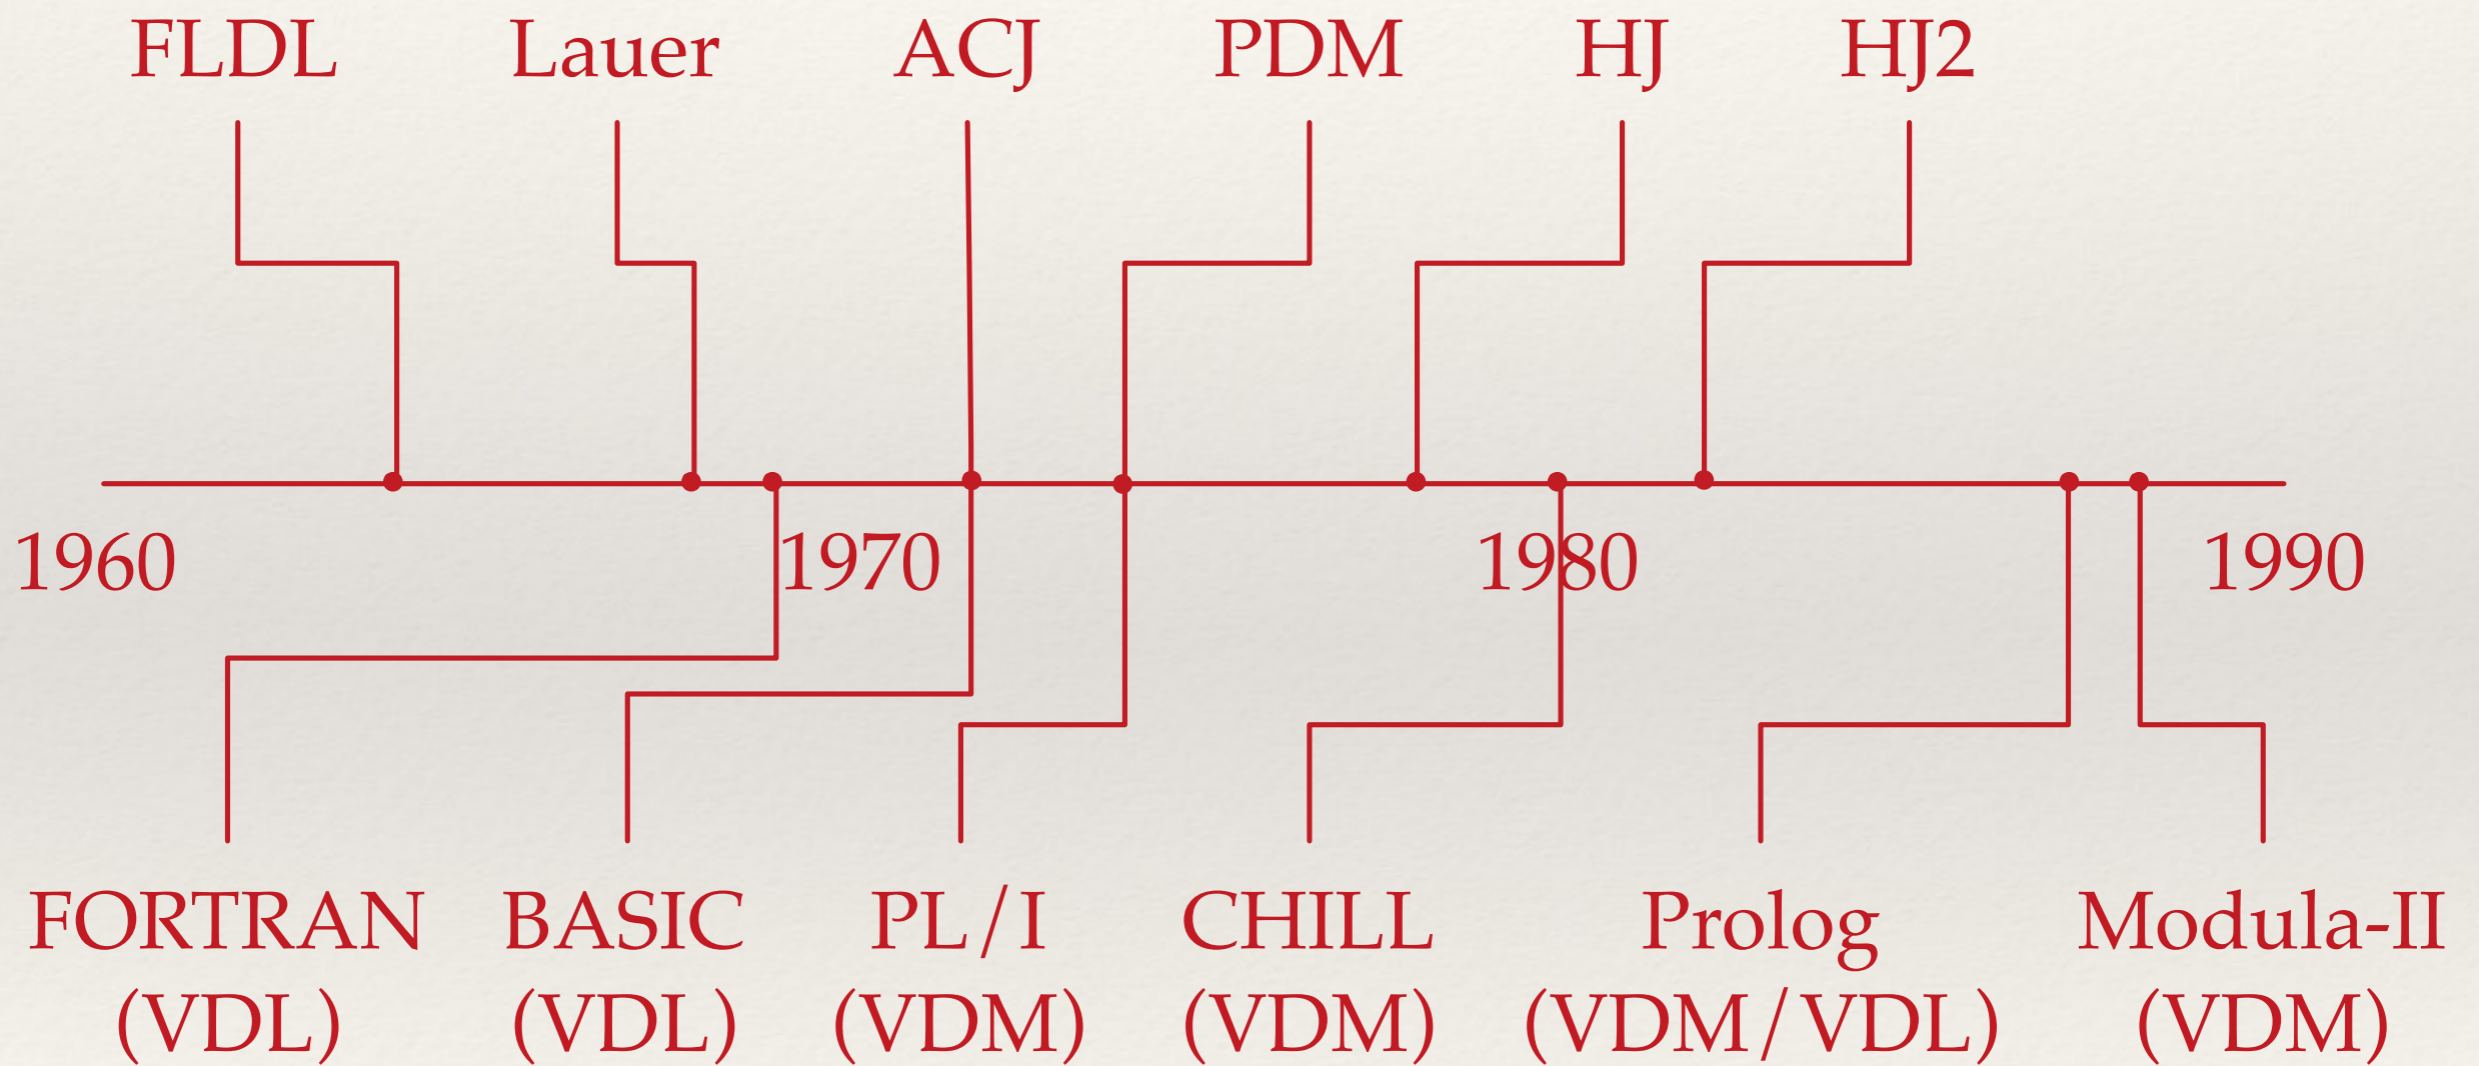 FLDL Lauer ACJ PDM HJ HJ2
1960 1970 1980 1990
FORTRAN BASIC PL/I CHILL Prolog Modula-II
(VDL) (VDL) (VDM) (VDM) (VDM/VDL) (VDM)